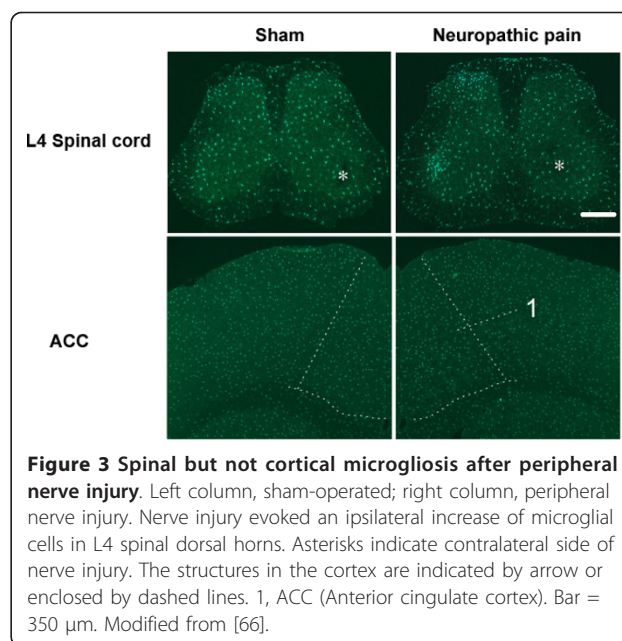 Sham
Neuropathic pain
L4 Spinal cord
*
*
ACC
1
Figure 3 Spinal but not cortical microgliosis after peripheral
nerve injury. Left column, sham-operated; right column, peripheral
nerve injury. Nerve injury evoked an ipsilateral increase of microglial
cells in L4 spinal dorsal horns. Asterisks indicate contralateral side of
nerve injury. The structures in the cortex are indicated by arrow or
enclosed by dashed lines. 1, ACC (Anterior cingulate cortex). Bar =
350 μm. Modified from [66].